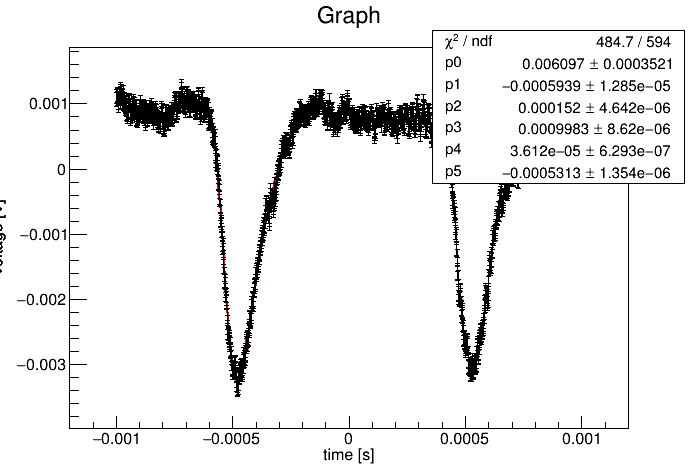 Graph
χ² / ndf 484.7 / 594
p0 0.006097 ± 0.0003521
p1 −0.0005939 ± 1.285e−05
p2 0.000152 ± 4.642e−06
p3 0.0009983 ± 8.62e−06
p4 3.612e−05 ± 6.293e−07
p5 −0.0005313 ± 1.354e−06
0.001
0
−0.001
−0.002
−0.003
−0.001 −0.0005 0 0.0005 0.001
time [s]